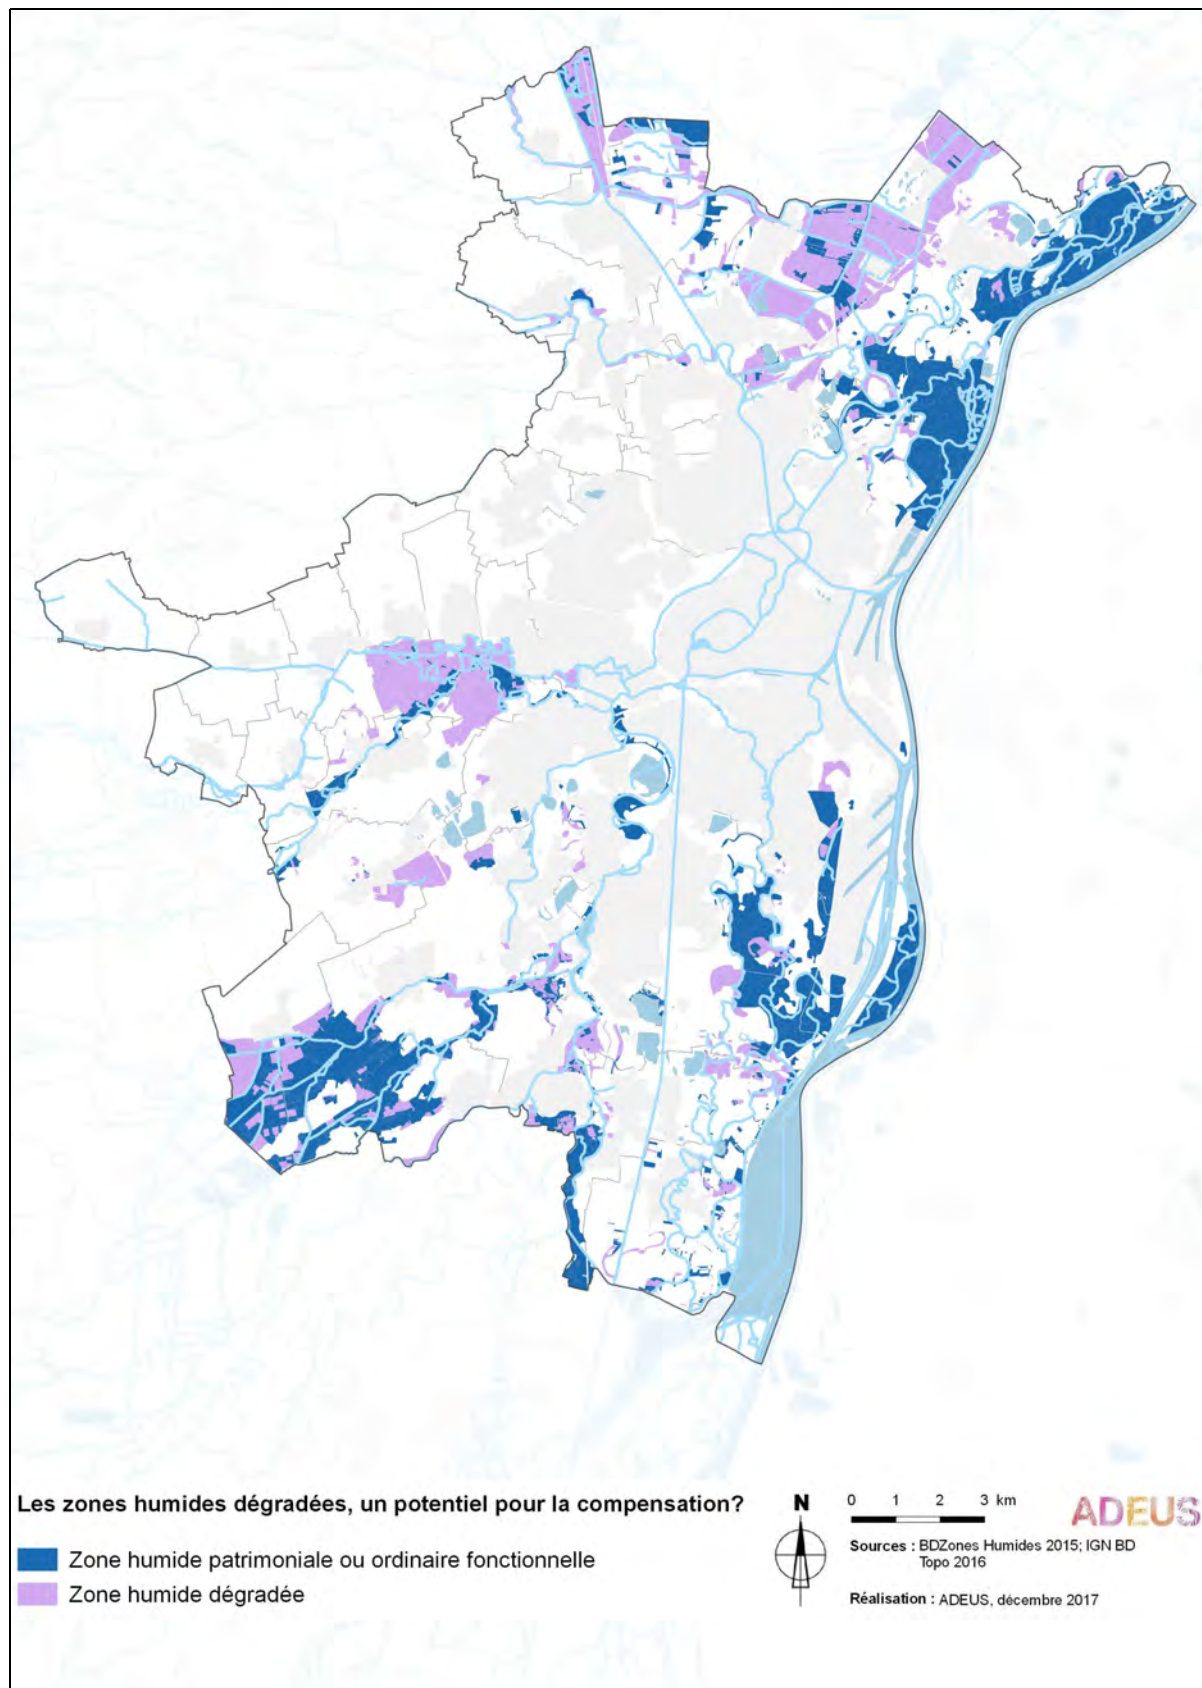 Les zones humides dégradées, un potentiel pour la compensation?
Zone humide patrimoniale ou ordinaire fonctionnelle
Zone humide dégradée
N
0 1 2 3 km
ADEUS
Sources : BDZones Humides 2015; IGN BD
Topo 2016
Réalisation : ADEUS, décembre 2017